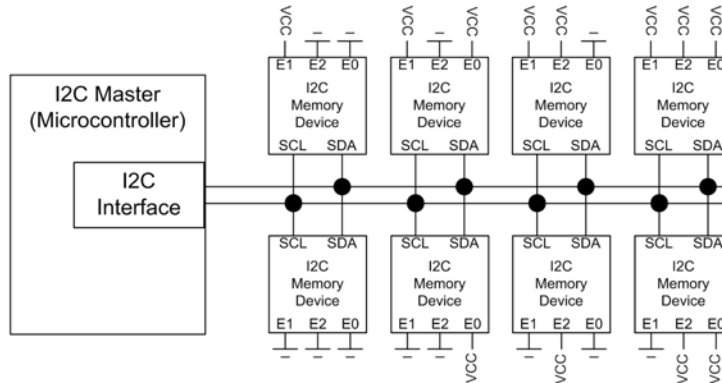 VCC
VCC
VCC VCC
VCC VCC VCC
E1 E2 E0
E1 E2 E0
E1 E2 E0
E1 E2 E0
I2C Master
(Microcontroller)
I2C
Memory
Device
I2C
Memory
Device
I2C
Memory
Device
I2C
Memory
Device
SCL SDA
SCL SDA
SCL SDA
SCL SDA
I2C
Interface
SCL SDA
SCL SDA
SCL SDA
SCL SDA
I2C
Memory
Device
I2C
Memory
Device
I2C
Memory
Device
I2C
Memory
Device
E1 E2 E0
E1 E2 E0
E1 E2 E0
E1 E2 E0
VCC
VCC
VCC VCC